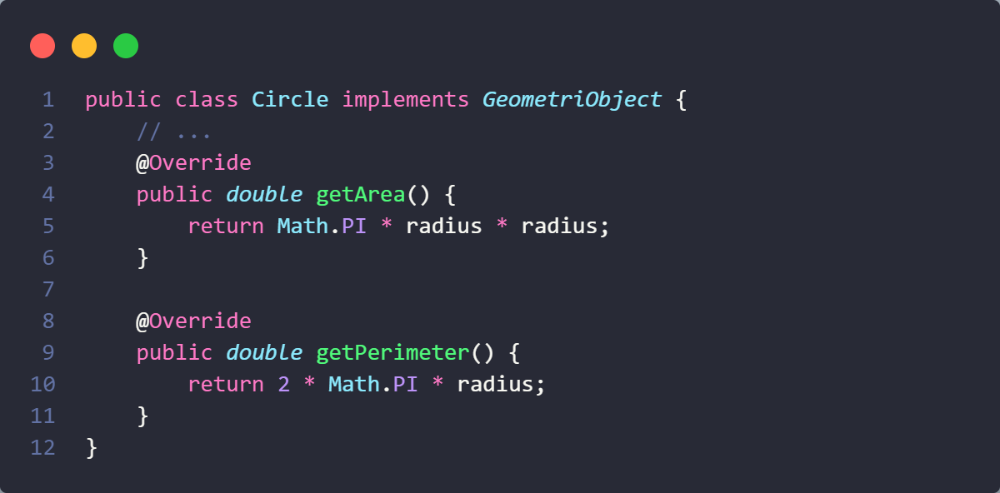 1 public class Circle implements GeometriObject {
2     // ...
3     @Override
4     public double getArea() {
5         return Math.PI * radius * radius;
6     }
7
8     @Override
9     public double getPerimeter() {
10         return 2 * Math.PI * radius;
11     }
12 }